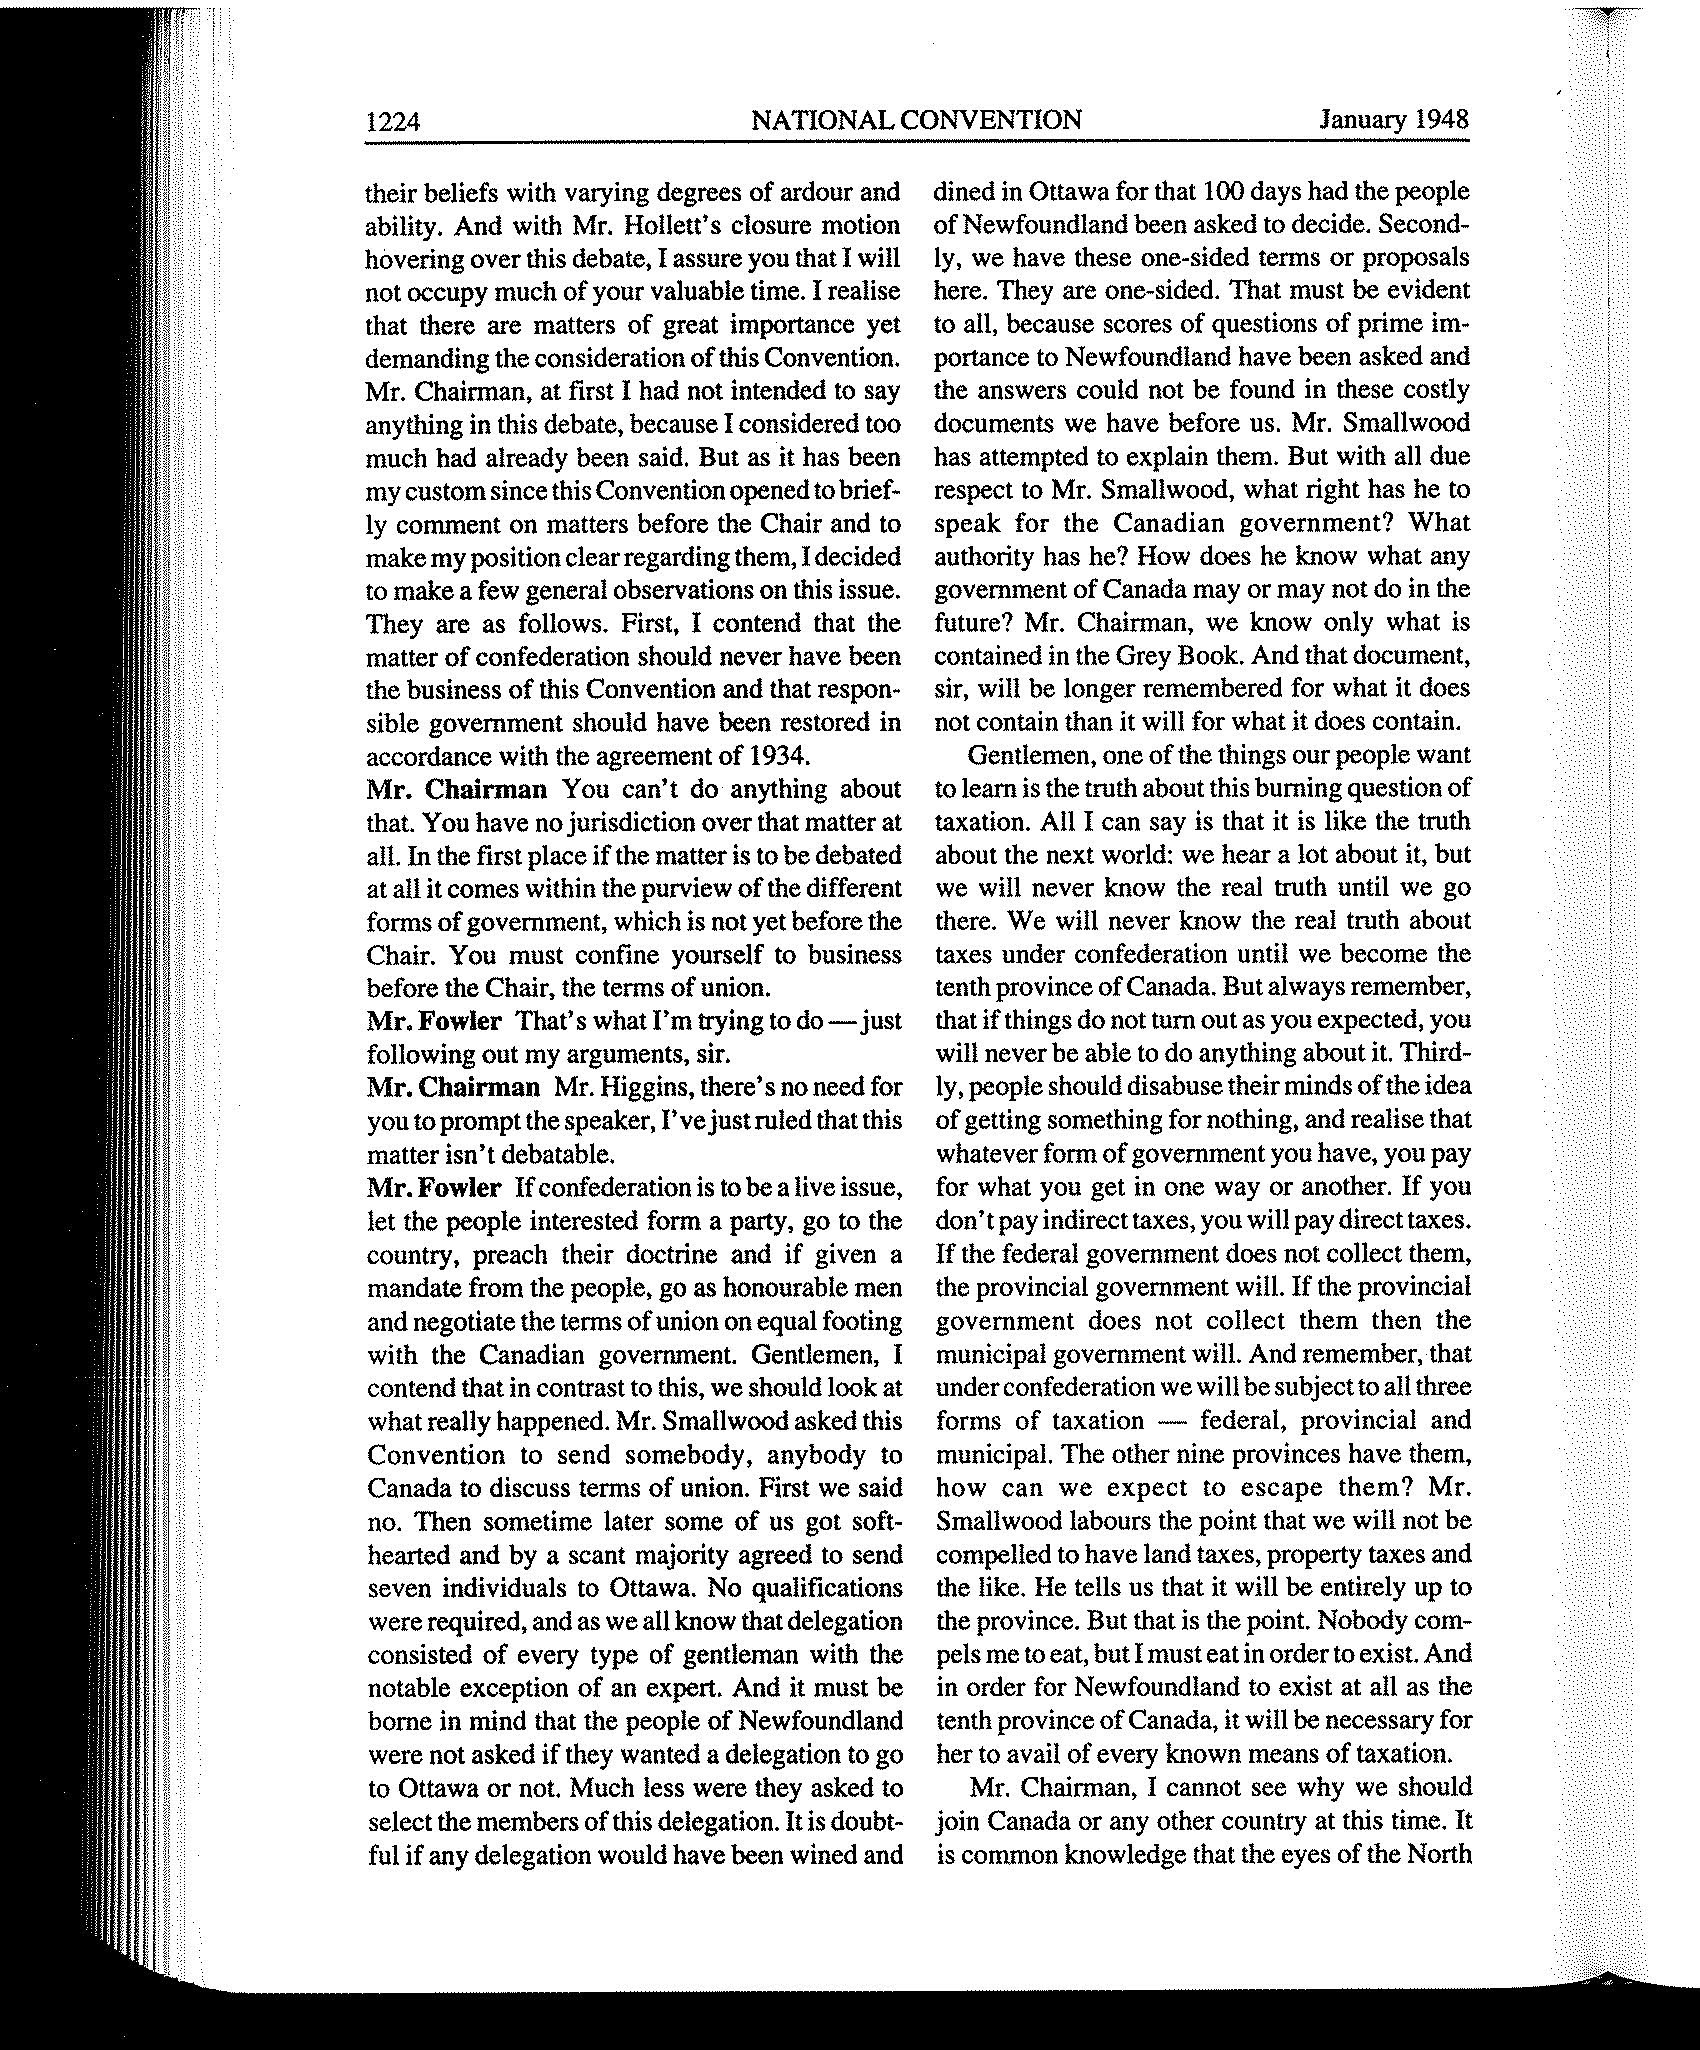 1224 NATIONAL CONVENTION January 1948
their beliefs with varying degrees of ardour and
ability. And with Mr. Hollett's closure motion
hovering over this debate, I assure you that I will
not occupy much of your valuable time. I realise
that there are matters of great importance yet
demanding the consideration of this Convention.
Mr. Chairman, at first I had not intended to say
anything in this debate, because I considered too
much had already been said. But as it has been
my custom since this Convention opened to brief-
ly comment on matters before the Chair and to
make my position clear regarding them, I decided
to make a few general observations on this issue.
They are as follows. First, I contend that the
matter of confederation should never have been
the business of this Convention and that respon-
sible government should have been restored in
accordance with the agreement of 1934.
Mr. Chairman You can't do anything about
that. You have no jurisdiction over that matter at
all. In the first place if the matter is to be debated
at all it comes within the purview of the different
forms of government, which is not yet before the
Chair. You must confine yourself to business
before the Chair, the terms of union.
Mr. Fowler That's what I'm trying to do — just
following out my arguments, sir.
Mr. Chairman Mr. Higgins, there's no need for
you to prompt the speaker, I've just ruled that this
matter isn't debatable.
Mr. Fowler If confederation is to be a live issue,
let the people interested form a party, go to the
country, preach their doctrine and if given a
mandate from the people, go as honourable men
and negotiate the terms of union on equal footing
with the Canadian government. Gentlemen, I
contend that in contrast to this, we should look at
what really happened. Mr. Smallwood asked this
Convention to send somebody, anybody to
Canada to discuss terms of union. First we said
no. Then sometime later some of us got soft-
hearted and by a scant majority agreed to send
seven individuals to Ottawa. No qualifications
were required, and as we all know that delegation
consisted of every type of gentleman with the
notable exception of an expert. And it must be
borne in mind that the people of Newfoundland
were not asked if they wanted a delegation to go
to Ottawa or not. Much less were they asked to
select the members of this delegation. It is doubt-
ful if any delegation would have been wined and
dined in Ottawa for that 100 days had the people
of Newfoundland been asked to decide. Second-
ly, we have these one-sided terms or proposals
here. They are one-sided. That must be evident
to all, because scores of questions of prime im-
portance to Newfoundland have been asked and
the answers could not be found in these costly
documents we have before us. Mr. Smallwood
has attempted to explain them. But with all due
respect to Mr. Smallwood, what right has he to
speak for the Canadian government? What
authority has he? How does he know what any
government of Canada may or may not do in the
future? Mr. Chairman, we know only what is
contained in the Grey Book. And that document,
sir, will be longer remembered for what it does
not contain than it will for what it does contain.
Gentlemen, one of the things our people want
to learn is the truth about this burning question of
taxation. All I can say is that it is like the truth
about the next world: we hear a lot about it, but
we will never know the real truth until we go
there. We will never know the real truth about
taxes under confederation until we become the
tenth province of Canada. But always remember,
that if things do not turn out as you expected, you
will never be able to do anything about it. Third-
ly, people should disabuse their minds of the idea
of getting something for nothing, and realise that
whatever form of government you have, you pay
for what you get in one way or another. If you
don't pay indirect taxes, you will pay direct taxes.
If the federal government does not collect them,
the provincial government will. If the provincial
government does not collect them then the
municipal government will. And remember, that
under confederation we will be subject to all three
forms of taxation — federal, provincial and
municipal. The other nine provinces have them,
how can we expect to escape them? Mr.
Smallwood labours the point that we will not be
compelled to have land taxes, property taxes and
the like. He tells us that it will be entirely up to
the province. But that is the point. Nobody com-
pels me to eat, but I must eat in order to exist. And
in order for Newfoundland to exist at all as the
tenth province of Canada, it will be necessary for
her to avail of every known means of taxation.
Mr. Chairman, I cannot see why we should
join Canada or any other country at this time. It
is common knowledge that the eyes of the North